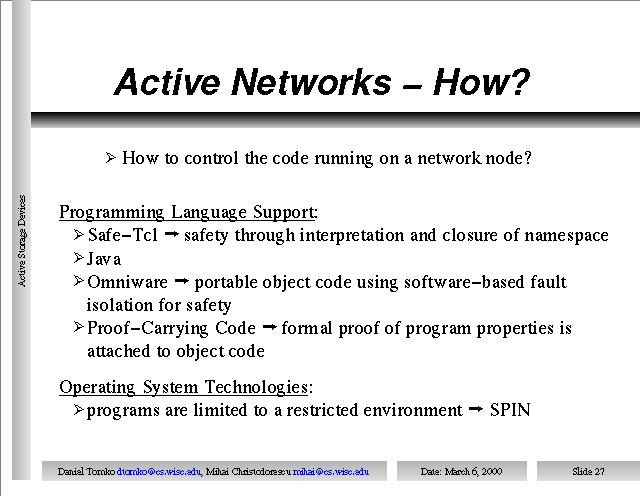 Active Networks – How?
➢ How to control the code running on a network node?
Active Storage Devices
Programming Language Support:
➢ Safe–Tcl ➞ safety through interpretation and closure of namespace
➢ Java
➢ Omniware ➞ portable object code using software–based fault
isolation for safety
➢ Proof–Carrying Code ➞ formal proof of program properties is
attached to object code
Operating System Technologies:
➢ programs are limited to a restricted environment ➞ SPIN
Daniel Tomko dtomko@cs.wisc.edu, Mihai Christodorescu mihai@cs.wisc.edu Date: March 6, 2000 Slide 27